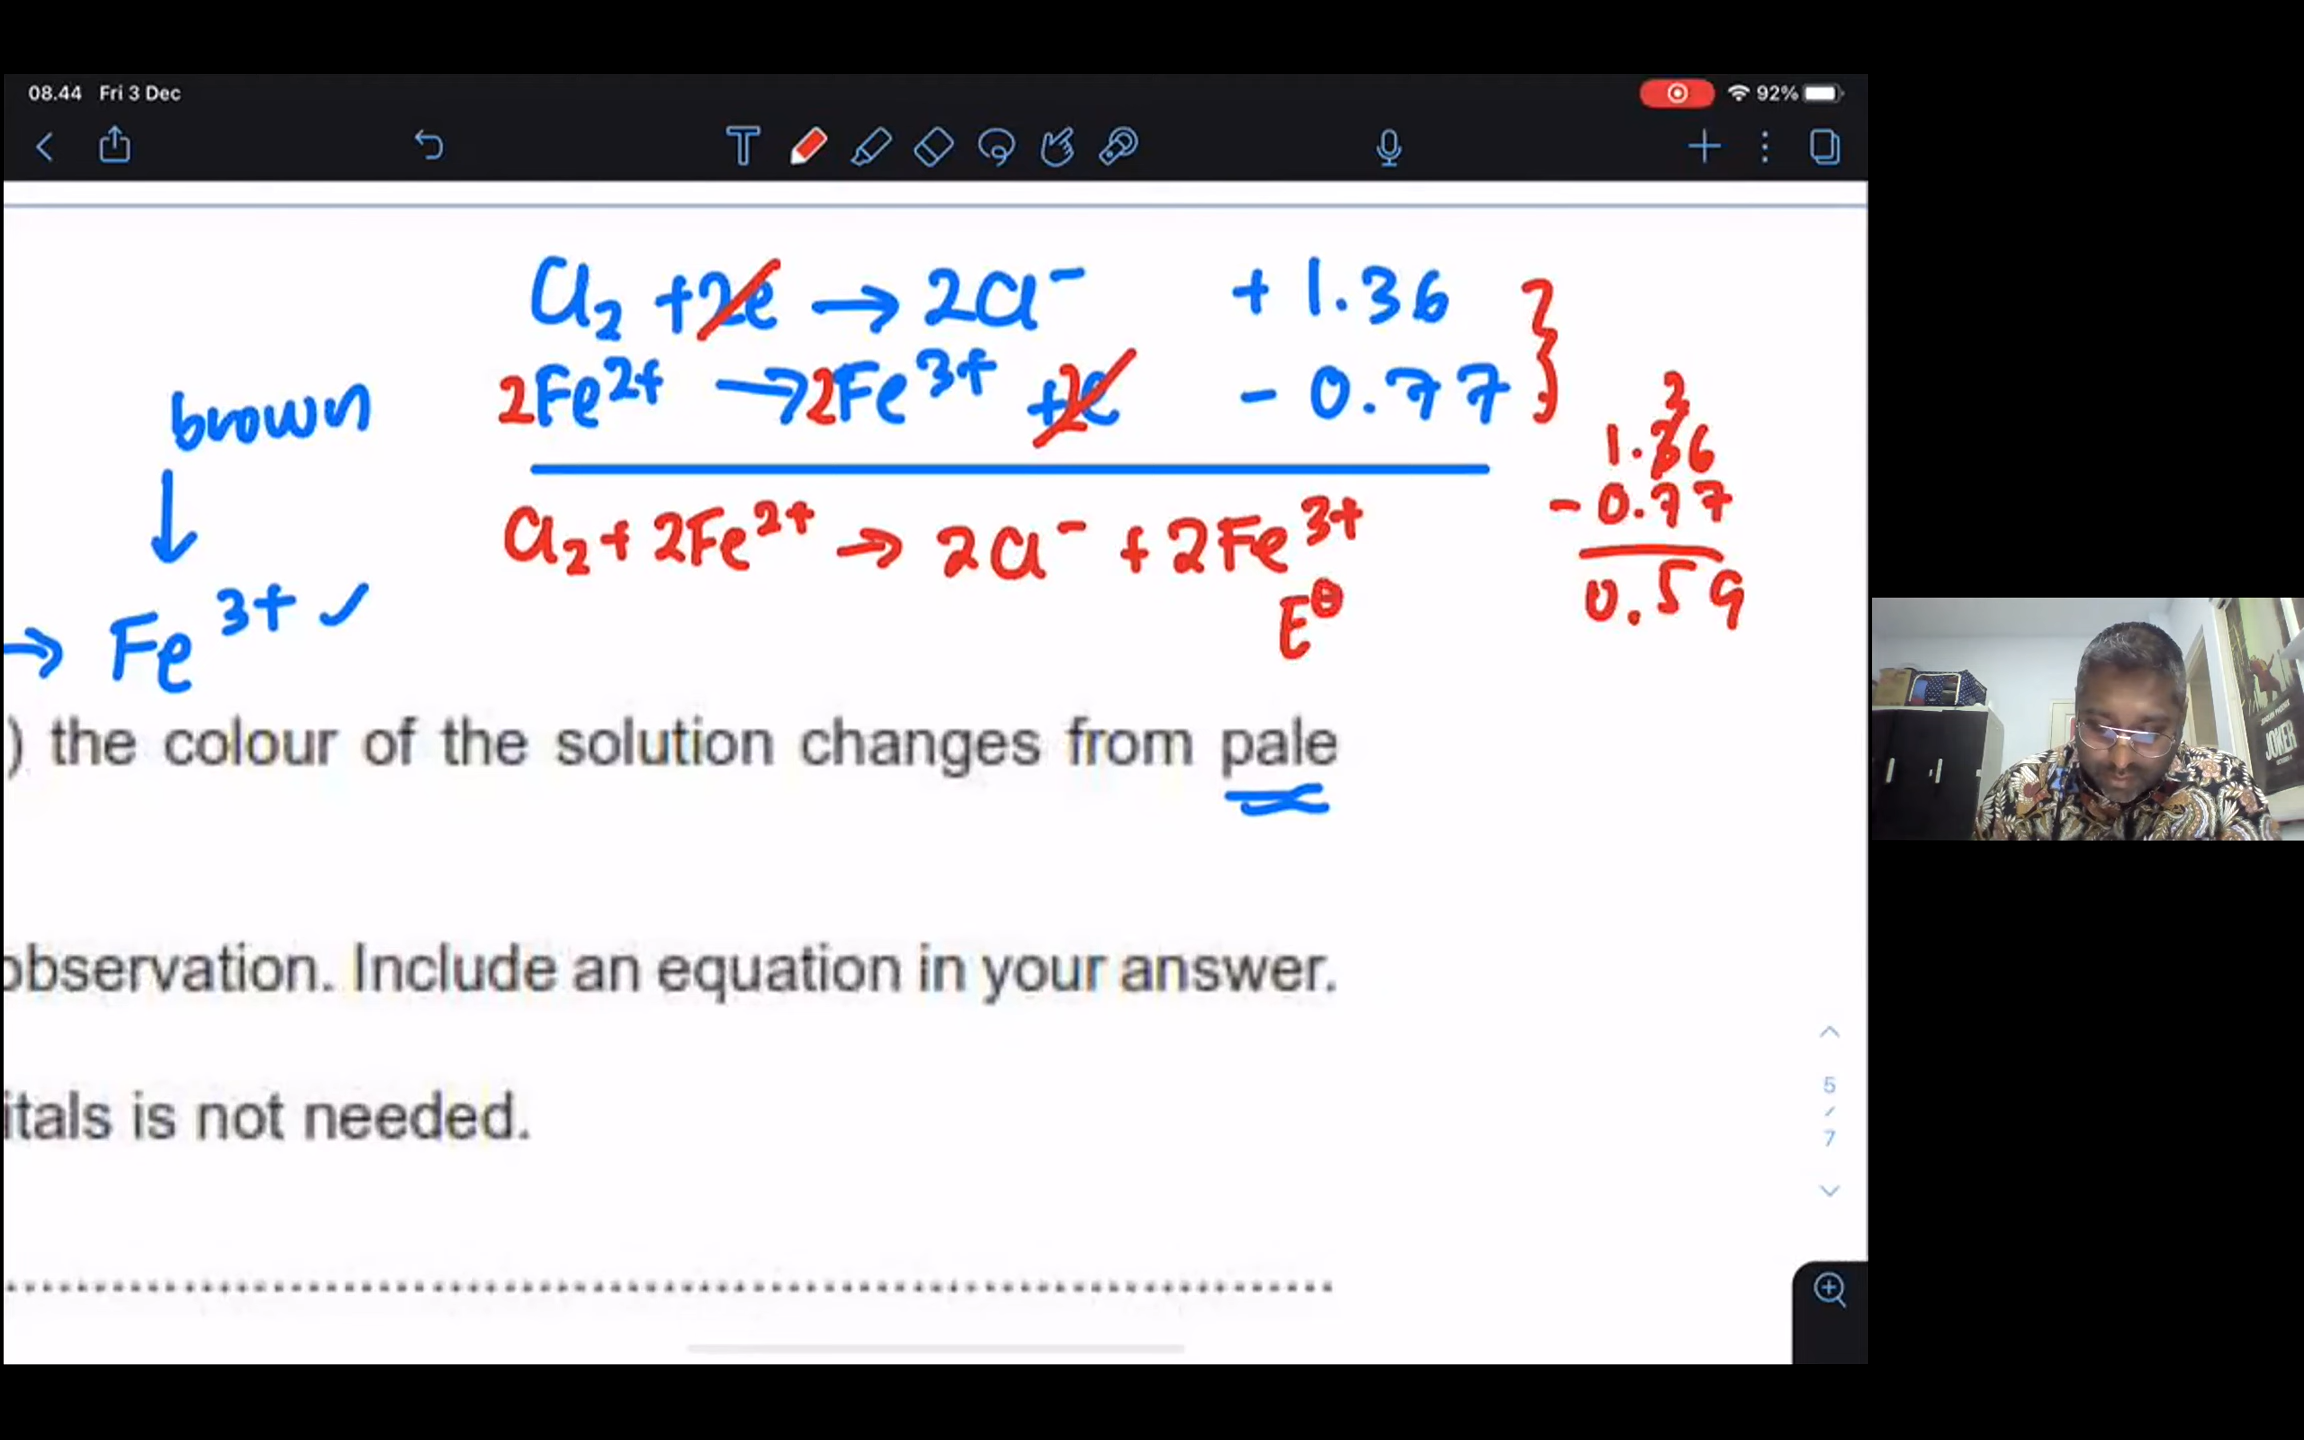 08.44 Fri 3 Dec
92%
Cl₂ + 2e → 2Cl⁻ + 1.36
2Fe²⁺ → 2Fe³⁺ + 2e - 0.77
brown
2
1.36
- 0.77
0.59
Cl₂ + 2Fe²⁺ → 2Cl⁻ + 2Fe³⁺
E⊖
→ Fe³⁺ ✓
) the colour of the solution changes from pale
observation. Include an equation in your answer.
itals is not needed.
5
/
7
JOKER